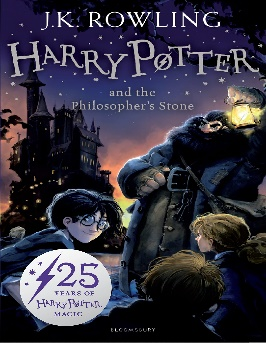 J.K. ROWLING
HARRY POTTER
and the
Philosopher's Stone
25
YEARS OF
HARRY POTTER
MAGIC
BLOOMSBURY